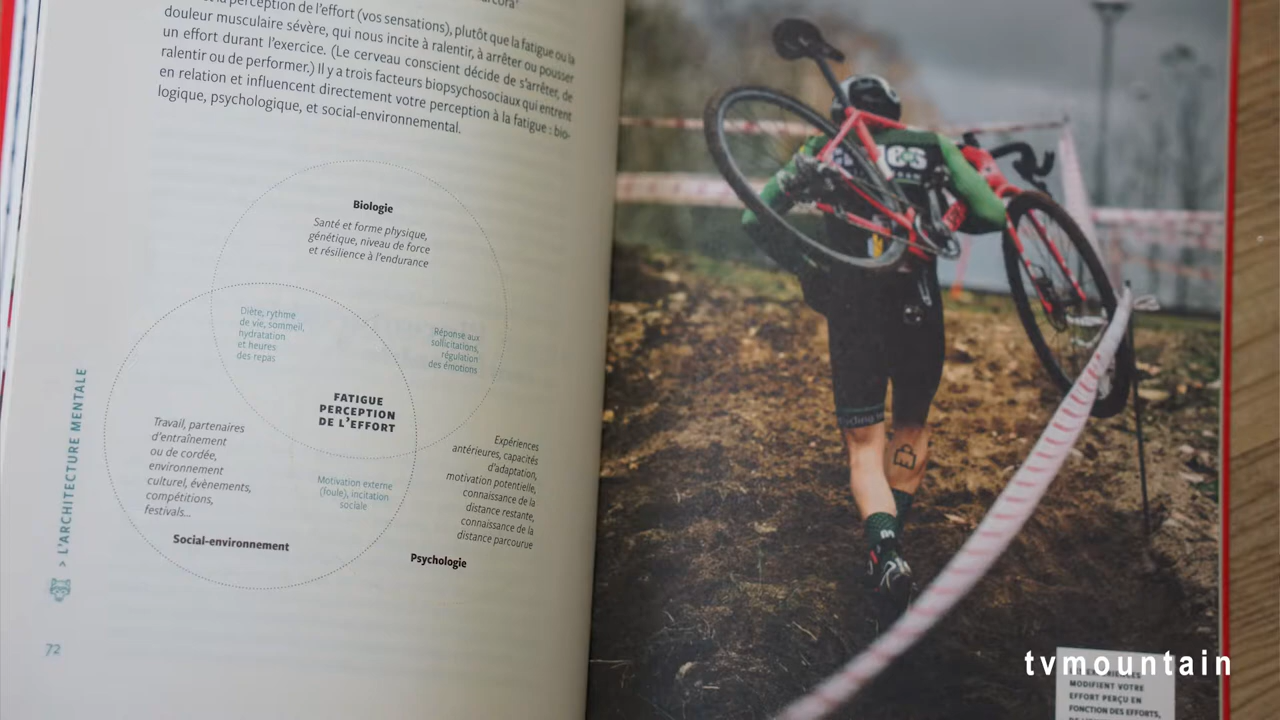 la perception de l'effort (vos sensations), plutôt que la fatigue ou la
douleur musculaire sévère, qui nous incite à ralentir, à arrêter ou pousser
un effort durant l'exercice. (Le cerveau conscient décide de s'arrêter, de
ralentir ou de performer.) Il y a trois facteurs biopsychosociaux qui entrent
en relation et influencent directement votre perception à la fatigue : bio-
logique, psychologique, et social-environnemental.
Biologie
Santé et forme physique,
génétique, niveau de force
et résilience à l'endurance
Diète, rythme
de vie, sommeil,
hydratation
et heures
des repas
Réponse aux
sollicitations,
régulation
des émotions
FATIGUE
PERCEPTION
DE L'EFFORT
Travail, partenaires
d'entraînement
ou de cordée,
environnement
culturel, évènements,
compétitions,
festivals...
Social-environnement
Motivation externe
(foule), incitation
sociale
Expériences
antérieures, capacités
d'adaptation,
motivation potentielle,
connaissance de la
distance restante,
connaissance de la
distance parcourue
Psychologie
> L'ARCHITECTURE MENTALE
72
tvmountain
MODIFIENT VOTRE
EFFORT PERÇU EN
FONCTION DES EFFORTS,